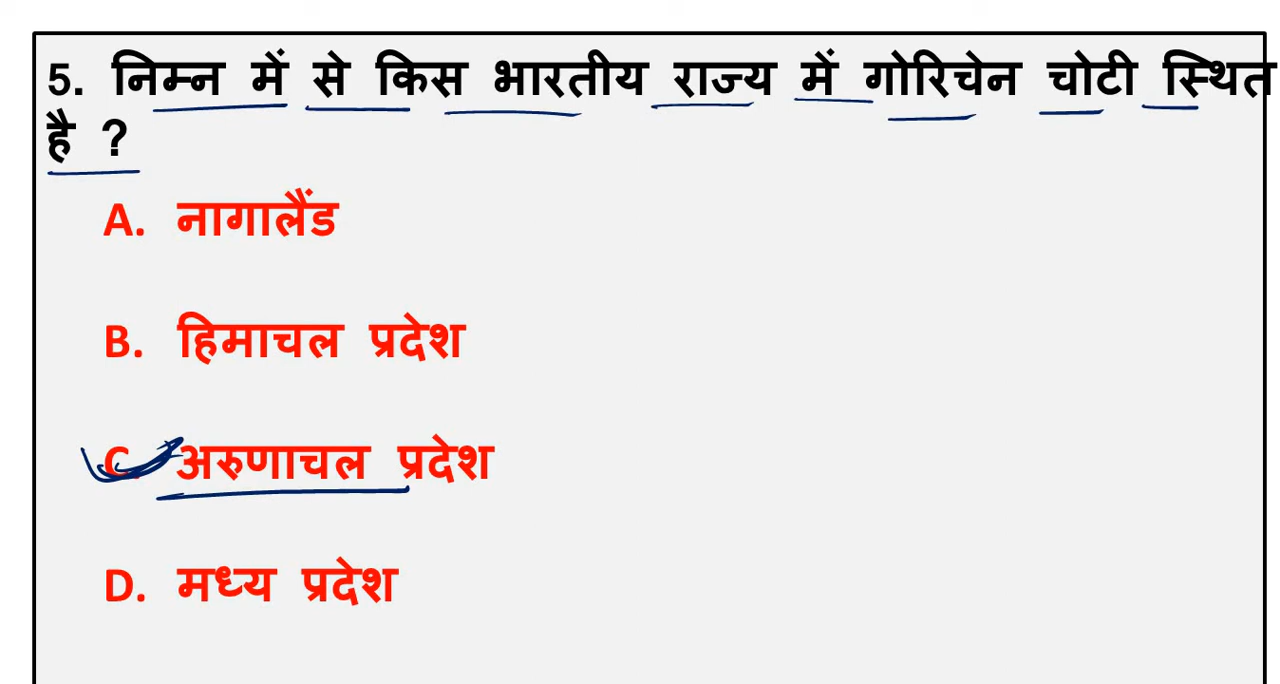 5. निम्न में से किस भारतीय राज्य में गोरिचेन चोटी स्थित
है ?
A. नागालैंड
B. हिमाचल प्रदेश
C. अरुणाचल प्रदेश
D. मध्य प्रदेश